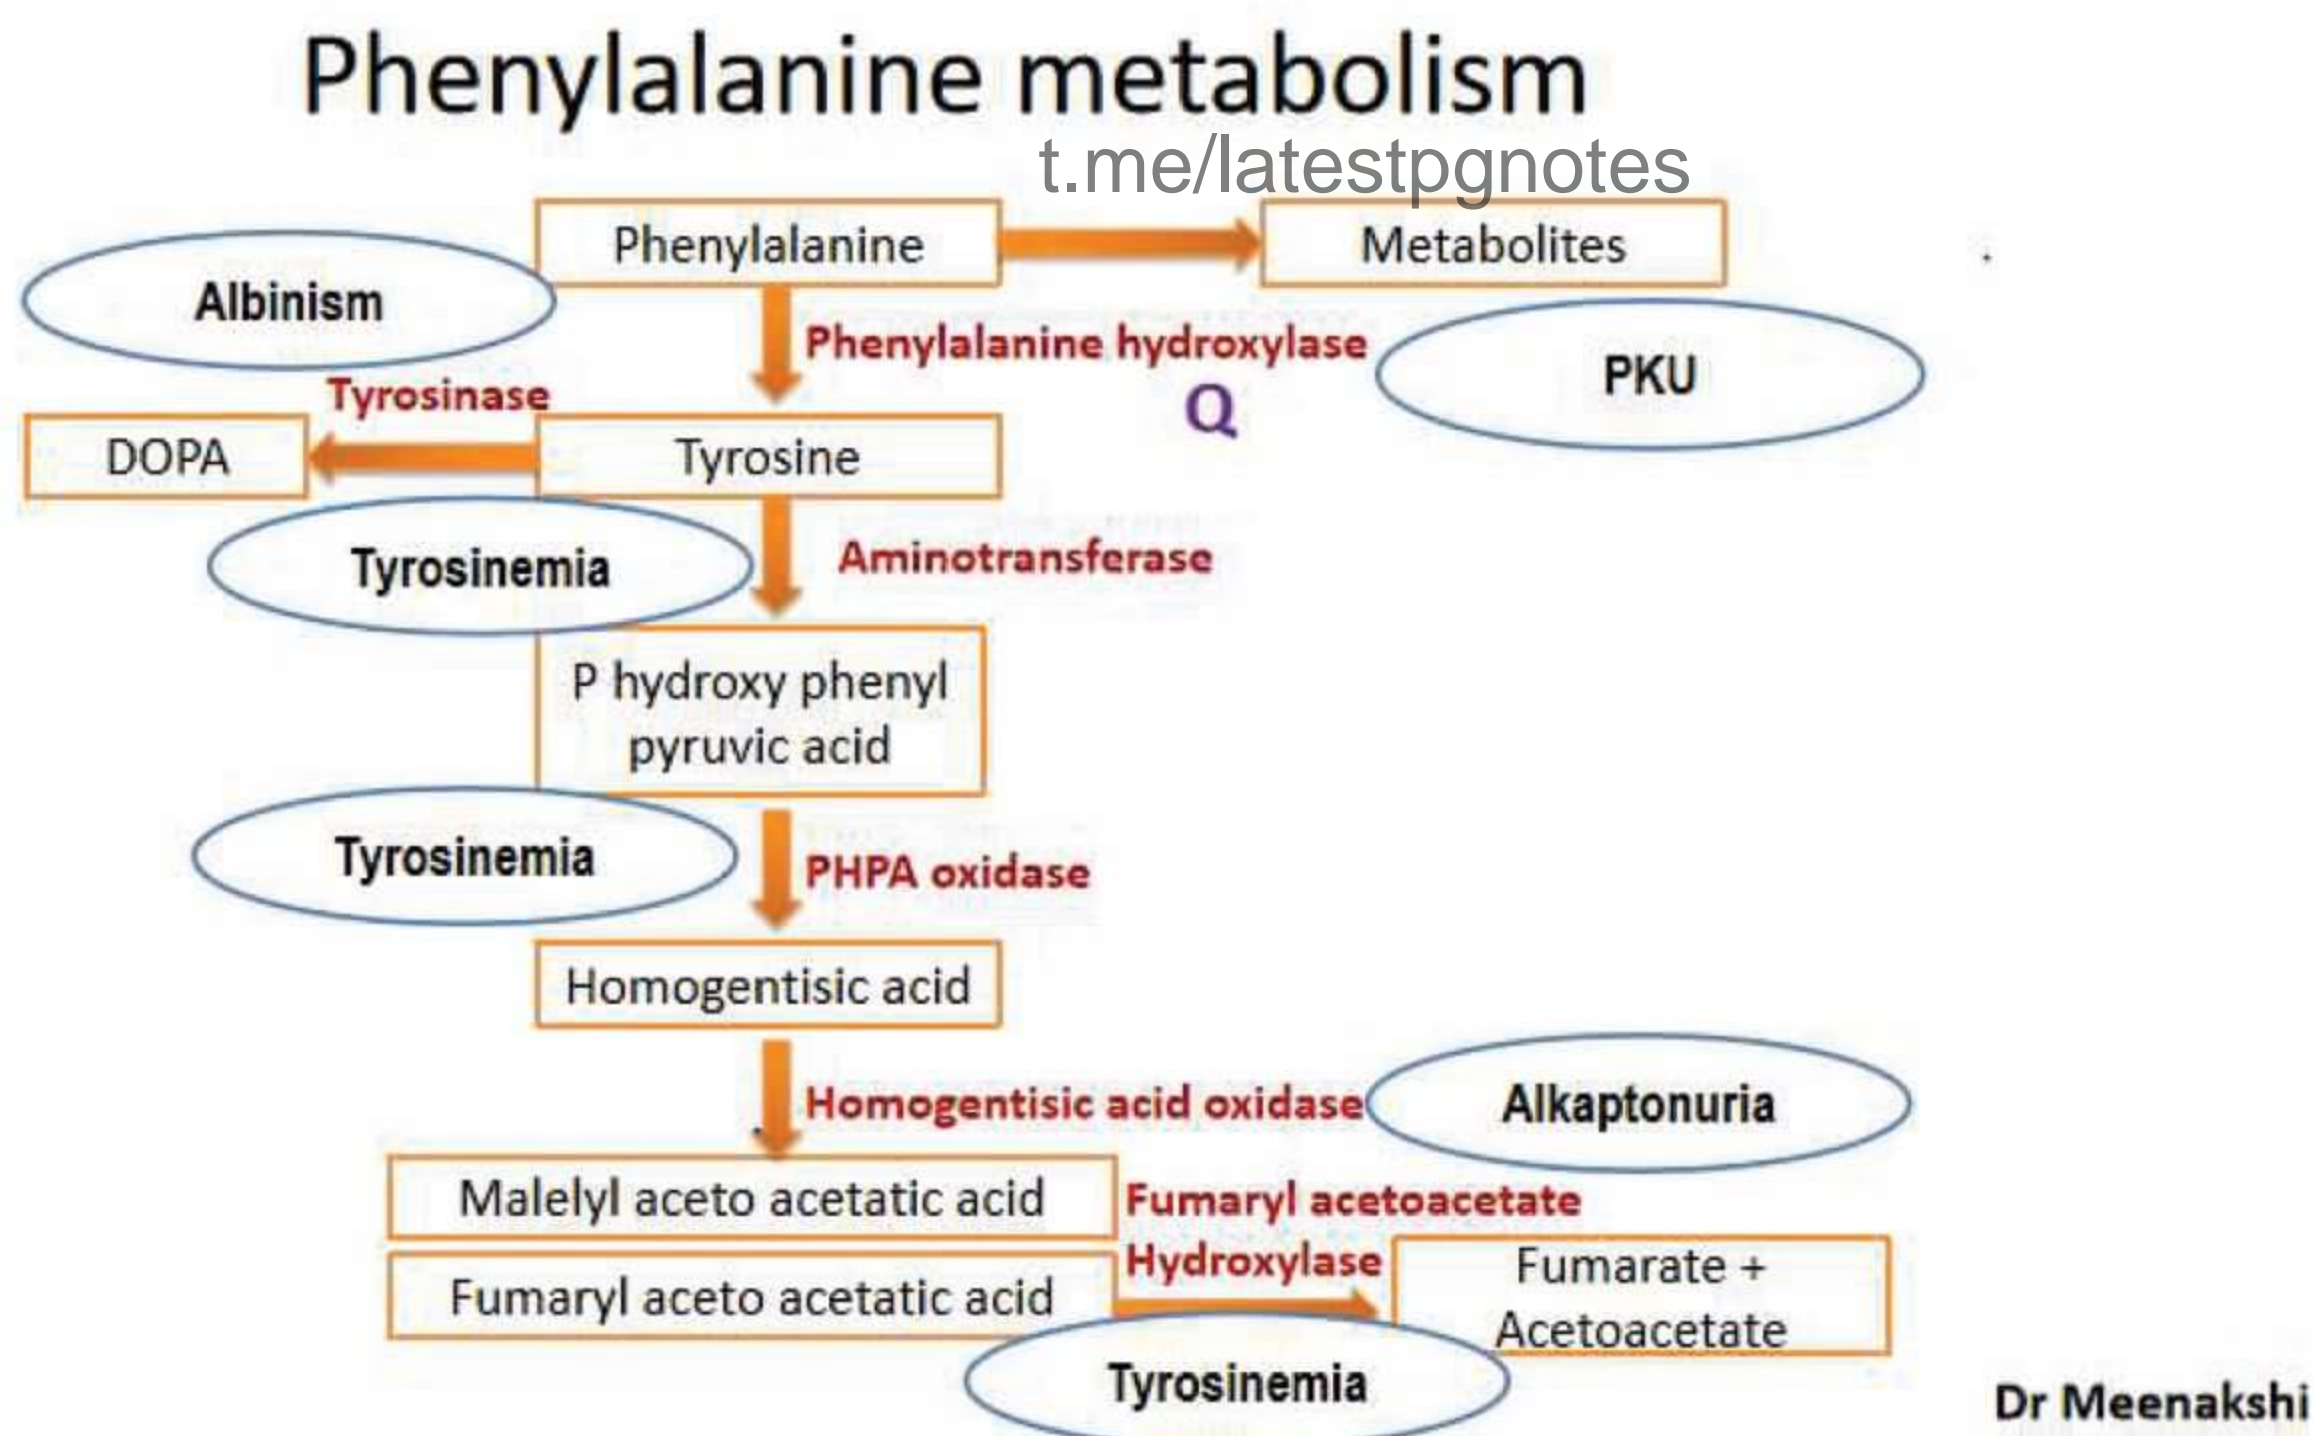 Phenylalanine metabolism
t.me/latestpgnotes
Phenylalanine
Metabolites
Albinism
Phenylalanine hydroxylase
Q
PKU
Tyrosinase
DOPA
Tyrosine
Tyrosinemia
Aminotransferase
P hydroxy phenyl
pyruvic acid
Tyrosinemia
PHPA oxidase
Homogentisic acid
Homogentisic acid oxidase
Alkaptonuria
Malelyl aceto acetatic acid
Fumaryl acetoacetate
Hydroxylase
Fumaryl aceto acetatic acid
Fumarate +
Acetoacetate
Tyrosinemia
Dr Meenakshi